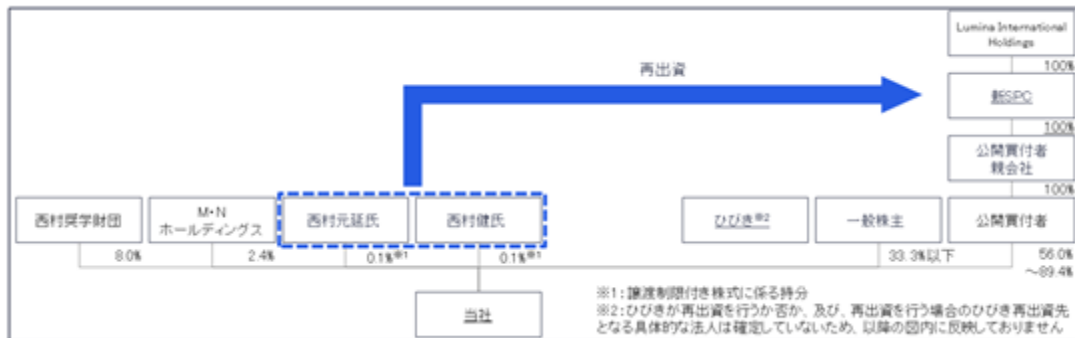 Lumina International
Holdings
100%
再出資
新SPC
100%
公開買付者
親会社
100%
西村奨学財団
M・N
ホールディングス
西村元延氏
西村健氏
ひびき※2
一般株主
公開買付者
8.0%
2.4%
0.1%※1
0.1%※1
33.3%以下
56.0%
～89.4%
当社
※1：譲渡制限付き株式に係る持分
※2：ひびきが再出資を行うか否か、及び、再出資を行う場合のひびき再出資先
となる具体的な法人は確定していないため、以降の図内に反映しておりません